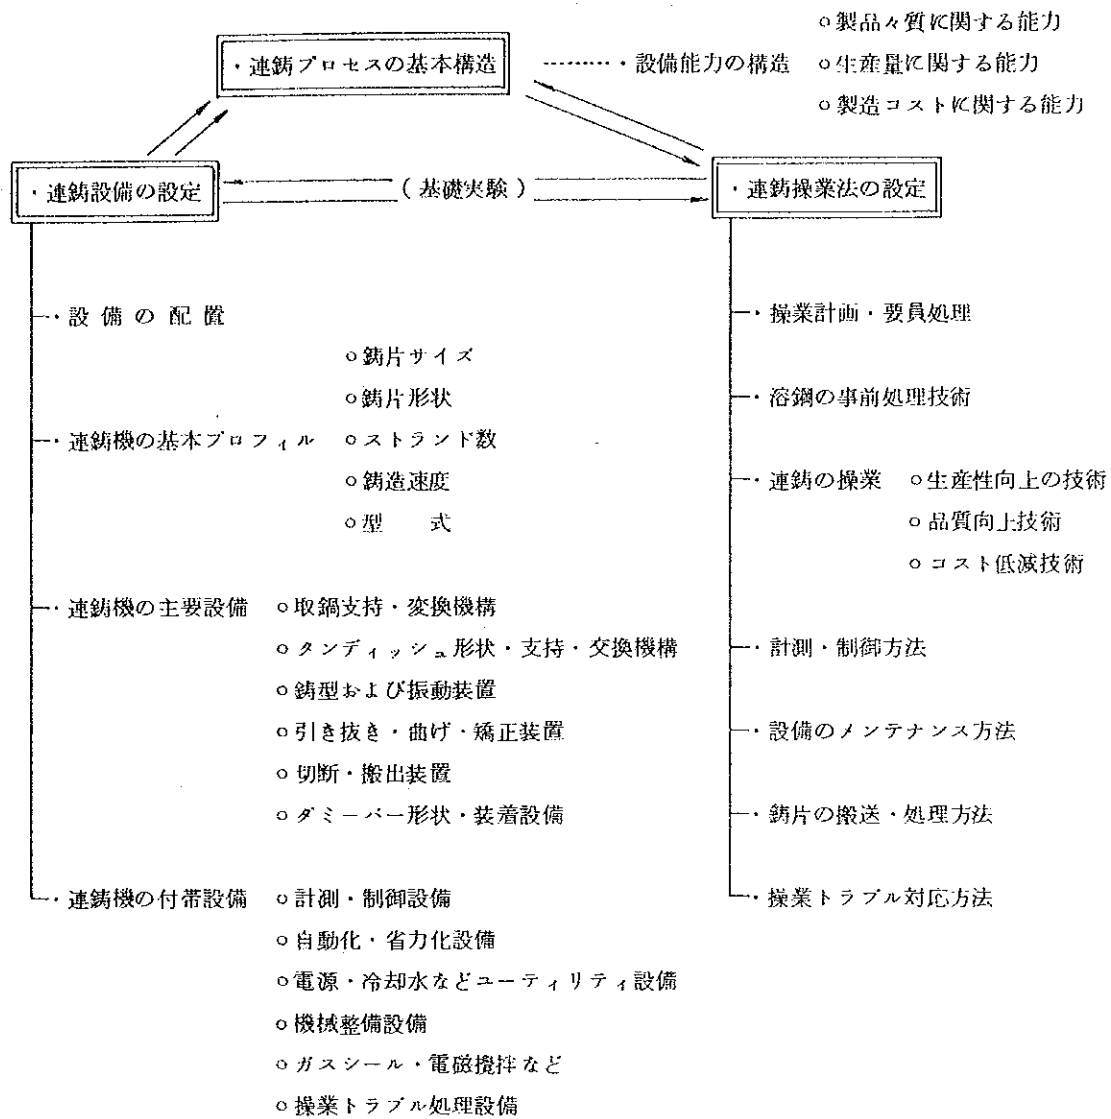 ○製品々質に関する能力
・連鋳プロセスの基本構造 ………・設備能力の構造 ○生産量に関する能力
○製造コストに関する能力
・連鋳設備の設定 (基礎実験) ・連鋳操業法の設定
・設備の配置
○鋳片サイズ
○鋳片形状
・連鋳機の基本プロフィル ○ストランド数
○鋳造速度
○型 式
・連鋳機の主要設備 ○取鍋支持・変換機構
○タンディッシュ形状・支持・交換機構
○鋳型および振動装置
○引き抜き・曲げ・矯正装置
○切断・搬出装置
○ダミーバー形状・装着設備
・連鋳機の付帯設備 ○計測・制御設備
○自動化・省力化設備
○電源・冷却水などユーティリティ設備
○機械整備設備
○ガスシール・電磁攪拌など
○操業トラブル処理設備
・操業計画・要員処理
・溶鋼の事前処理技術
・連鋳の操業 ○生産性向上の技術
○品質向上技術
○コスト低減技術
・計測・制御方法
・設備のメンテナンス方法
・鋳片の搬送・処理方法
・操業トラブル対応方法